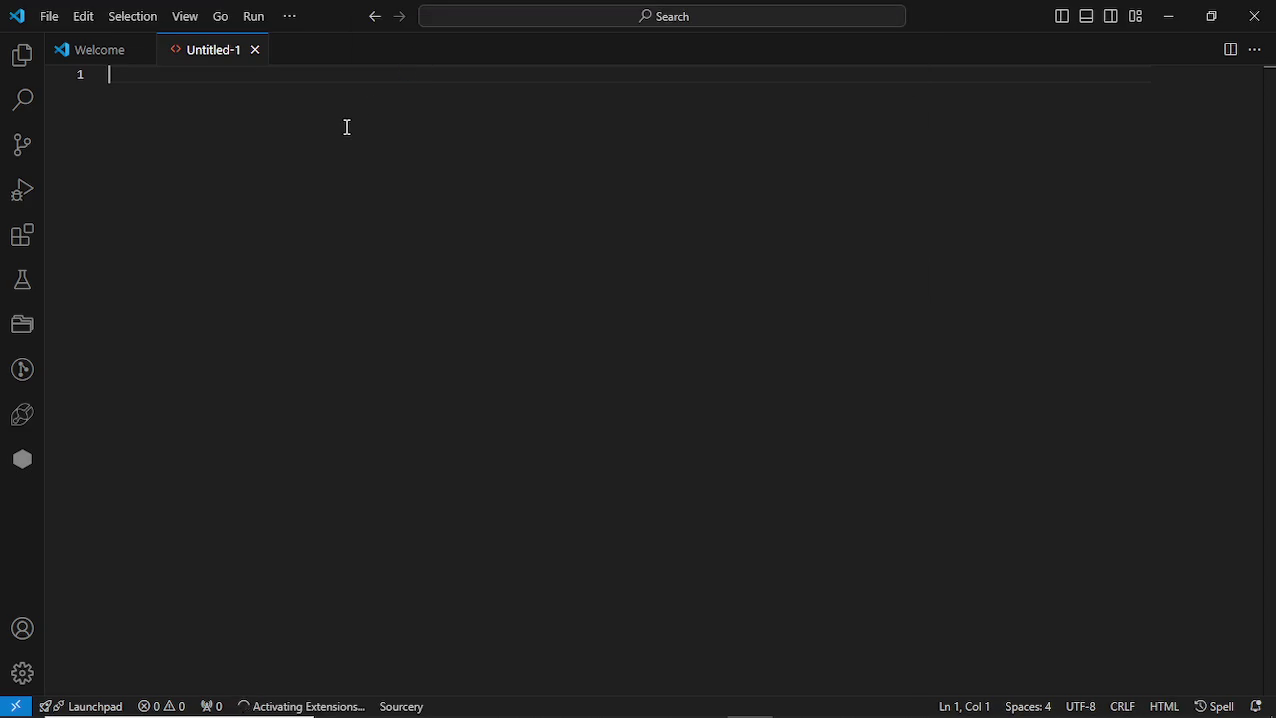 File Edit Selection View Go Run ··· Search
Welcome Untitled-1
1
Launchpad 0 0 0 Activating Extensions... Sourcery Ln 1, Col 1 Spaces: 4 UTF-8 CRLF HTML Spell